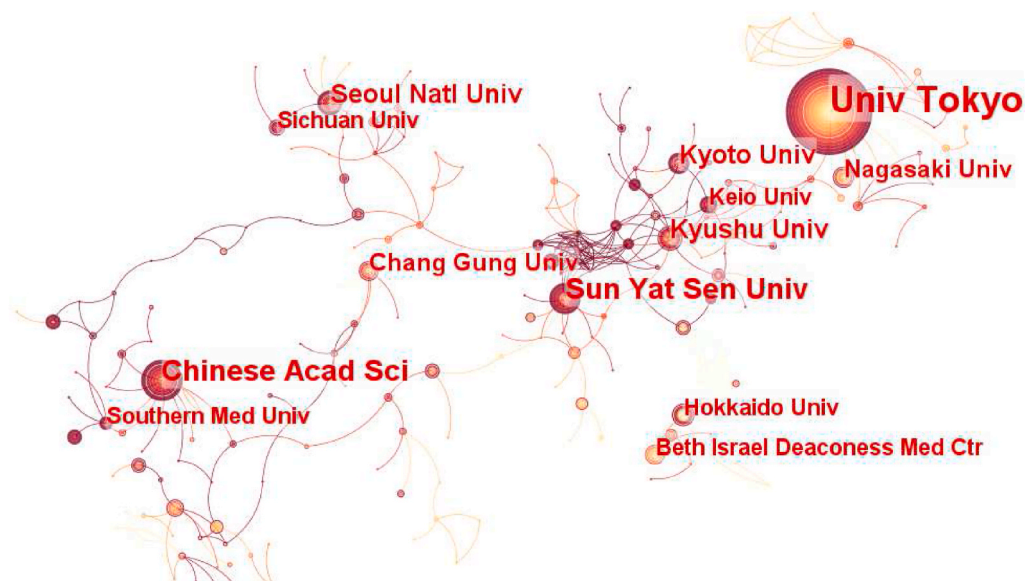 Seoul Natl Univ
Univ Tokyo
Sichuan Univ
Kyoto Univ
Nagasaki Univ
Keio Univ
Kyushu Univ
Chang Gung Univ
Sun Yat Sen Univ
Chinese Acad Sci
Southern Med Univ
Hokkaido Univ
Beth Israel Deaconess Med Ctr